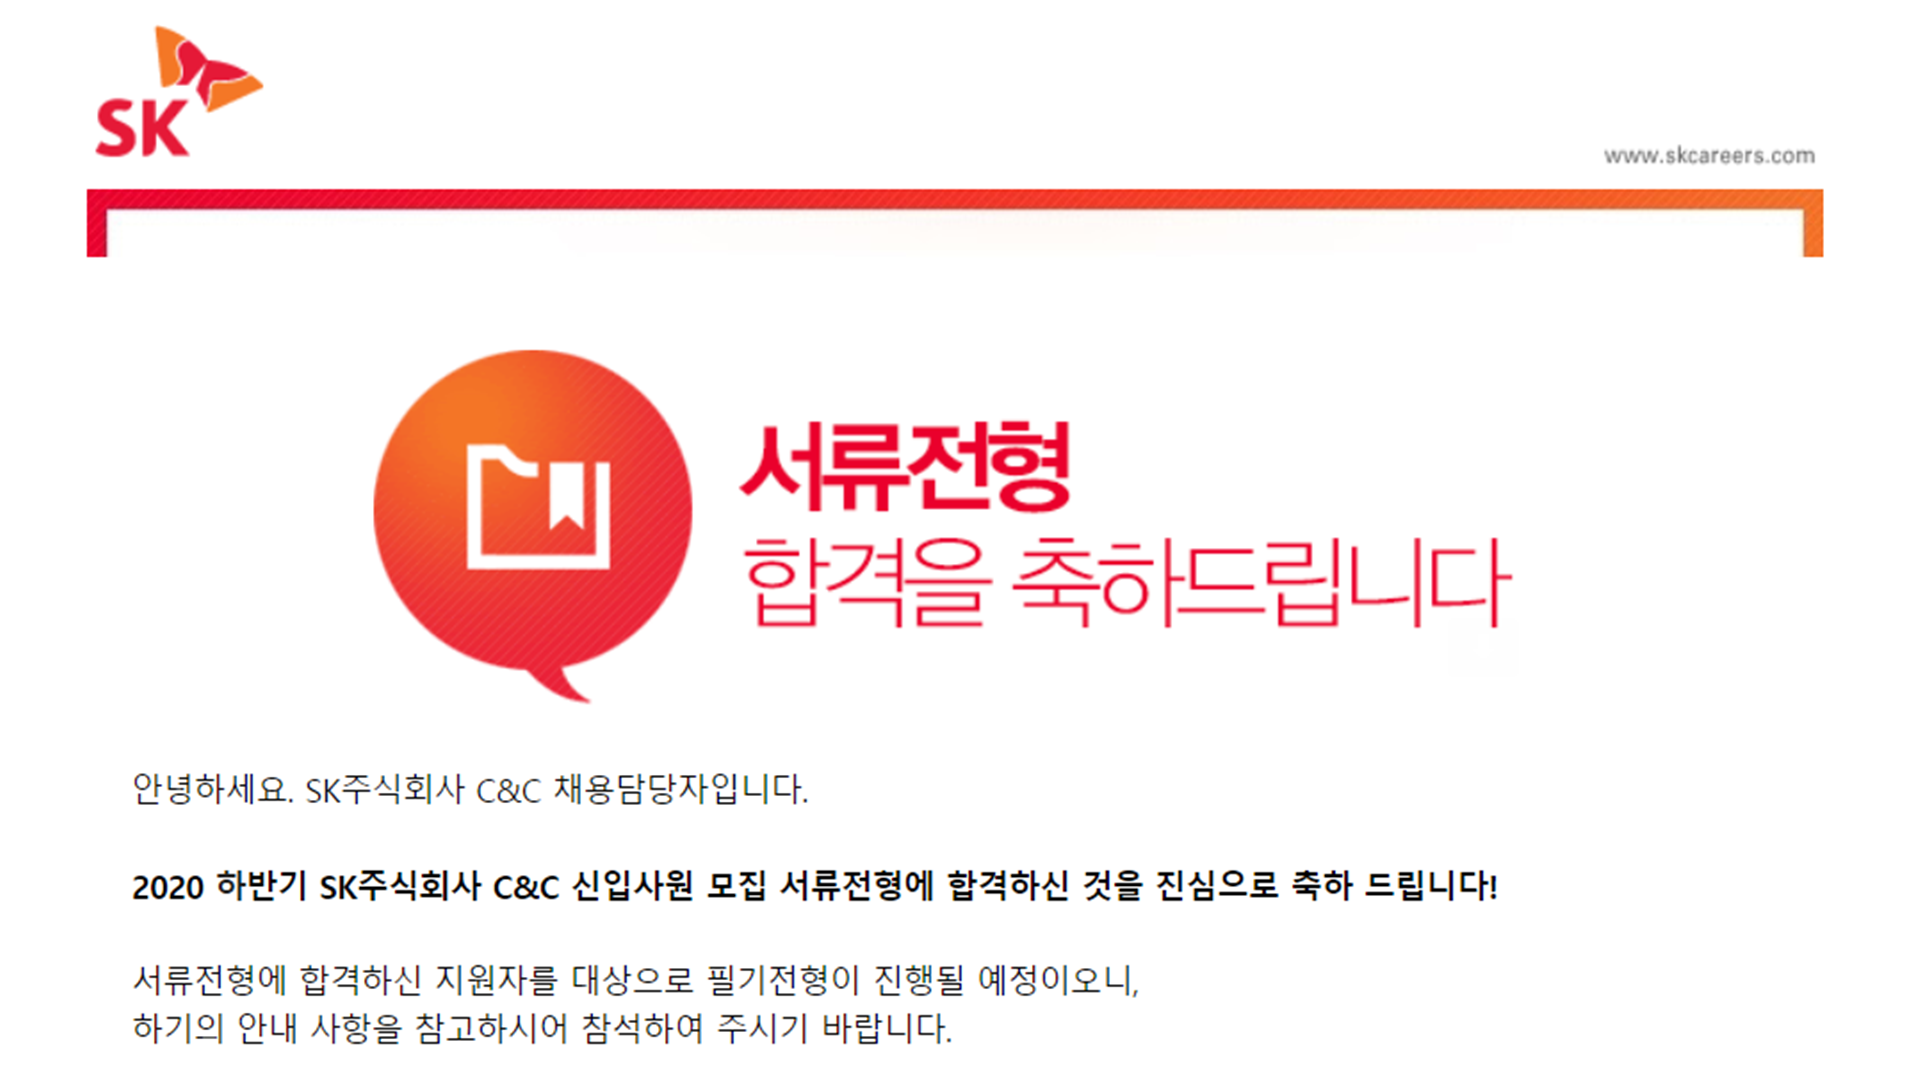 SK
www.skcareers.com
서류전형
합격을 축하드립니다
안녕하세요. SK주식회사 C&C 채용담당자입니다.
2020 하반기 SK주식회사 C&C 신입사원 모집 서류전형에 합격하신 것을 진심으로 축하 드립니다!
서류전형에 합격하신 지원자를 대상으로 필기전형이 진행될 예정이오니,
하기의 안내 사항을 참고하시어 참석하여 주시기 바랍니다.